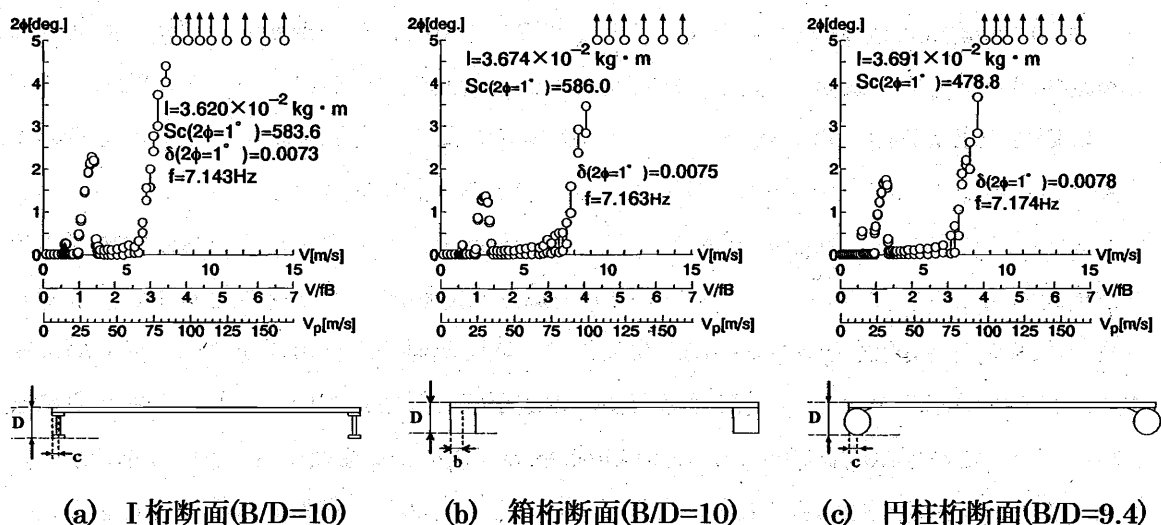 2φ[deg.]
5
4
3
2
1
0
I=3.620×10⁻² kg・m
Sc(2φ=1°)=583.6
δ(2φ=1°)=0.0073
f=7.143Hz
5 10 15
V[m/s]
0 1 2 3 4 5 6 7
V/fB
0 25 50 75 100 125 150
Vp[m/s]
D
c
(a) I 桁断面(B/D=10)
2φ[deg.]
5
4
3
2
1
0
I=3.674×10⁻² kg・m
Sc(2φ=1°)=586.0
δ(2φ=1°)=0.0075
f=7.163Hz
5 10 15
V[m/s]
0 1 2 3 4 5 6 7
V/fB
0 25 50 75 100 125 150
Vp[m/s]
D
b
(b) 箱桁断面(B/D=10)
2φ[deg.]
5
4
3
2
1
0
I=3.691×10⁻² kg・m
Sc(2φ=1°)=478.8
δ(2φ=1°)=0.0078
f=7.174Hz
5 10 15
V[m/s]
0 1 2 3 4 5 6 7
V/fB
0 25 50 75 100 125 150
Vp[m/s]
D
c
(c) 円柱桁断面(B/D=9.4)